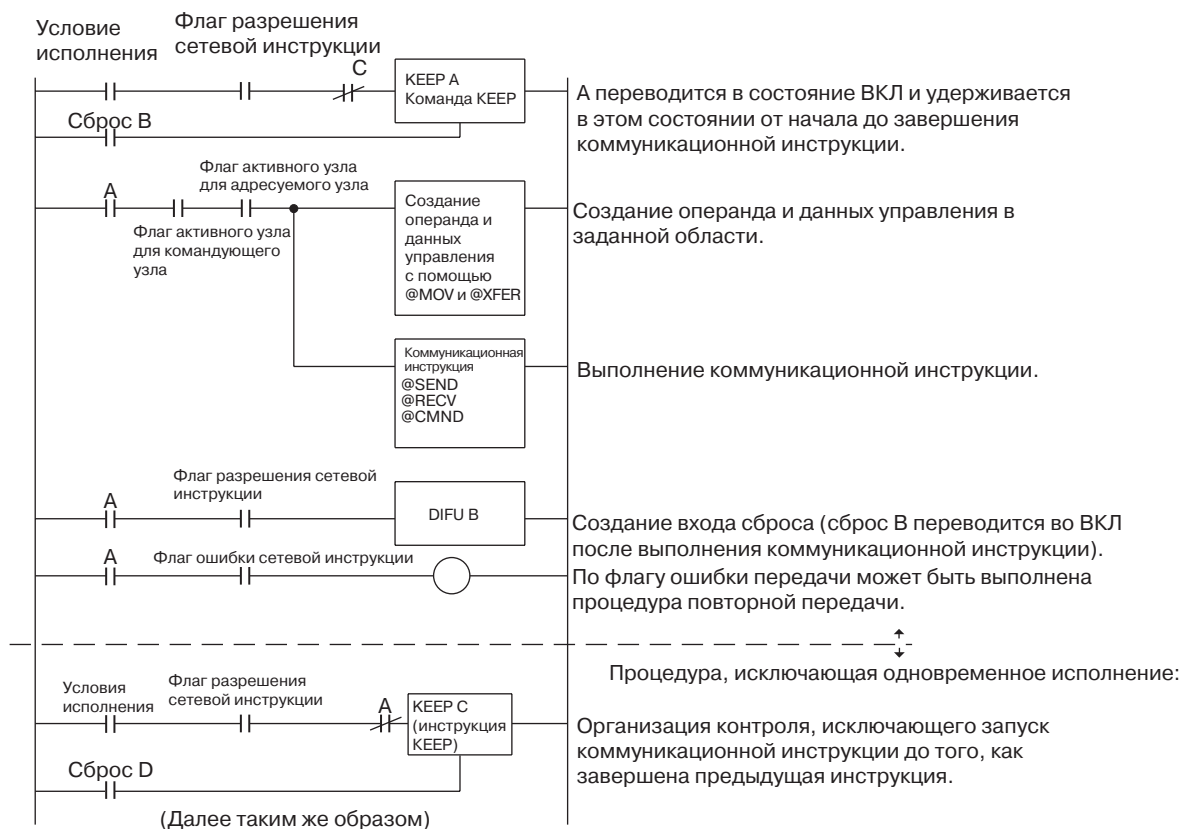 Условие
исполнения
Флаг разрешения
сетевой инструкции
C
KEEP A
Команда KEEP
А переводится в состояние ВКЛ и удерживается
в этом состоянии от начала до завершения
коммуникационной инструкции.
Сброс В
Флаг активного узла
для адресуемого узла
A
Флаг активного узла
для командующего
узла
Создание
операнда и
данных
управления
с помощью
@MOV и @XFER
Создание операнда и данных управления в
заданной области.
Коммуникационная
инструкция
@SEND
@RECV
@CMND
Выполнение коммуникационной инструкции.
A
Флаг разрешения сетевой
инструкции
DIFU B
Создание входа сброса (сброс В переводится во ВКЛ
после выполнения коммуникационной инструкции).
A
Флаг ошибки сетевой инструкции
По флагу ошибки передачи может быть выполнена
процедура повторной передачи.
Процедура, исключающая одновременное исполнение:
Условия
исполнения
Флаг разрешения
сетевой инструкции
A
KEEP C
(инструкция
KEEP)
Организация контроля, исключающего запуск
коммуникационной инструкции до того, как
завершена предыдущая инструкция.
Сброс D
(Далее таким же образом)